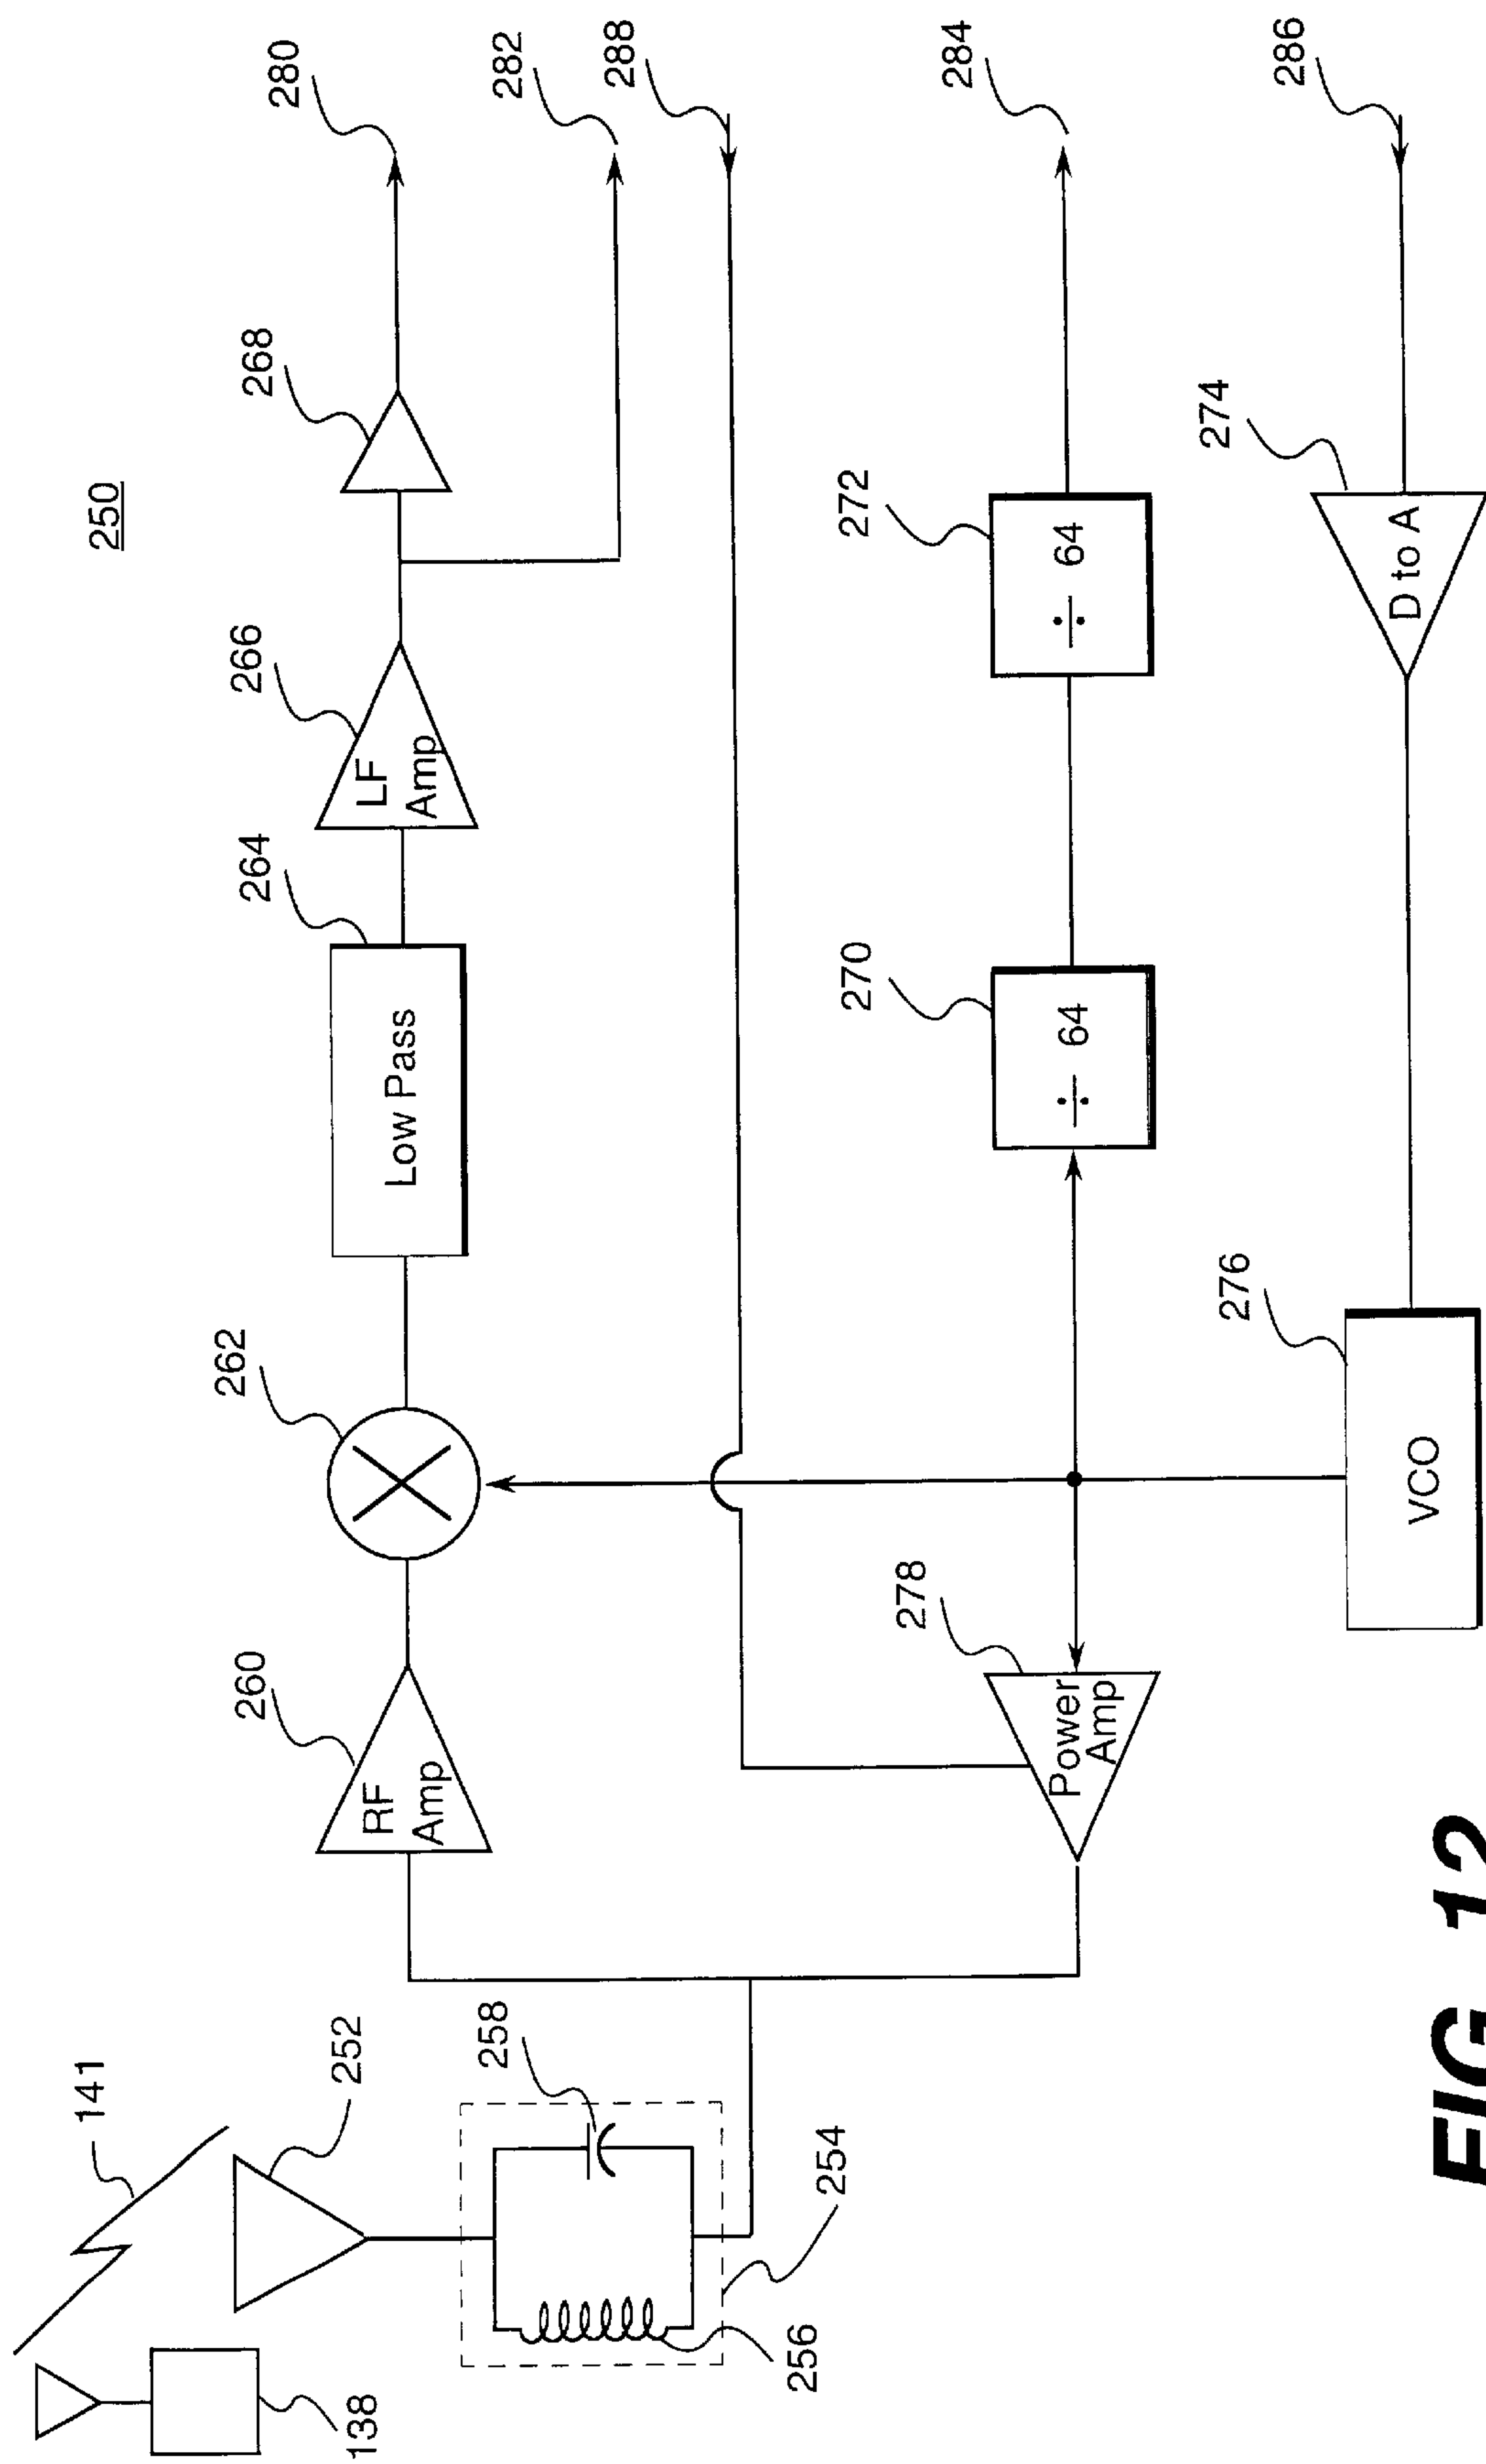 250
141
138
252
258
254
256
260
RF
Amp
262
264
Low Pass
266
LF
Amp
268
280
282
288
278
Power
Amp
270
÷ 64
272
÷ 64
284
276
VCO
274
D to A
286
FIG. 12